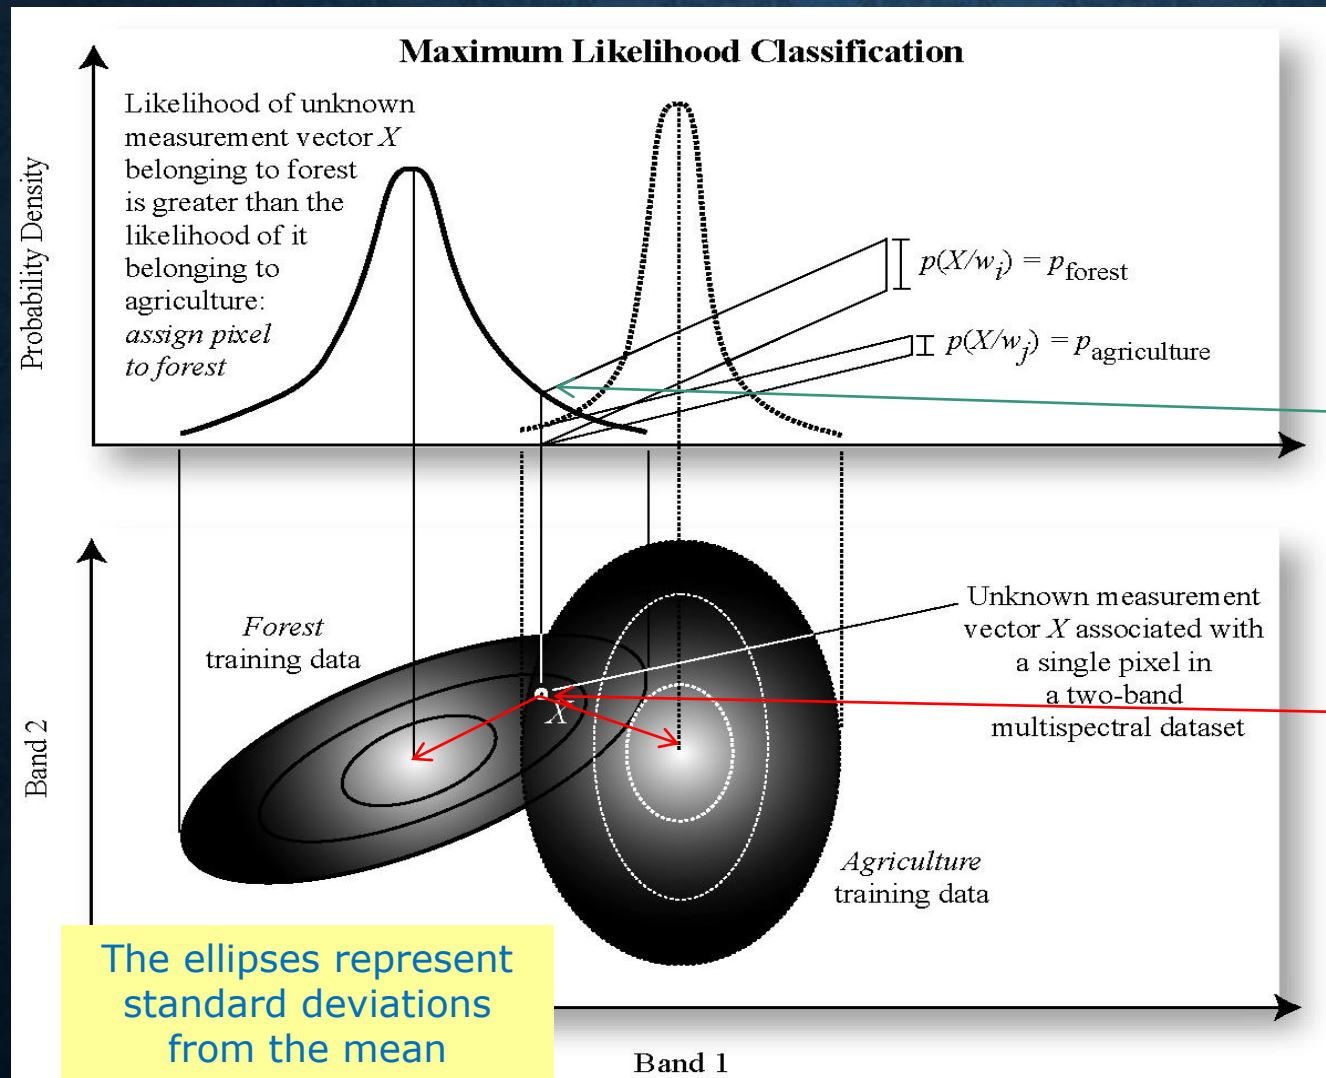 Maximum Likelihood Classification
Likelihood of unknown
measurement vector X
belonging to forest
is greater than the
likelihood of it
belonging to
agriculture:
assign pixel
to forest
Probability Density
p(X/wi) = pforest
p(X/wj) = pagriculture
Forest
training data
X
Unknown measurement
vector X associated with
a single pixel in
a two-band
multispectral dataset
Band 2
Agriculture
training data
The ellipses represent
standard deviations
from the mean
Band 1